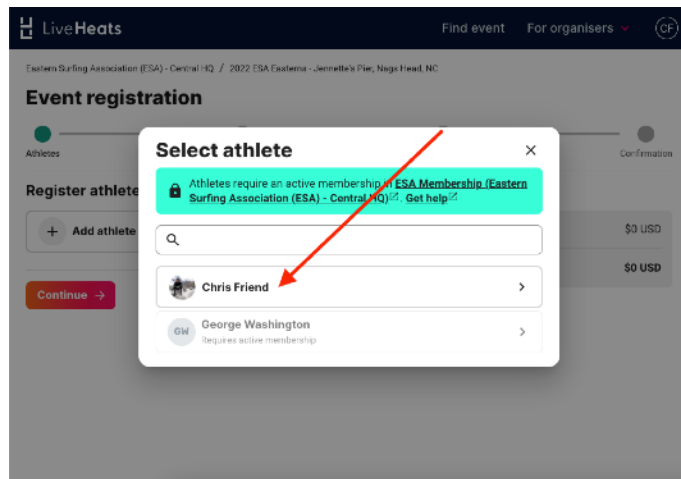 LiveHeats
Find event
For organisers
CF
Eastern Surfing Association (ESA) - Central HQ / 2022 ESA Easterns - Jennette's Pier, Nags Head, NC
Event registration
Athletes
Confirmation
Select athlete
Athletes require an active membership in ESA Membership (Eastern
Surfing Association (ESA) - Central HQ). Get help
Register athlete
Add athlete
$0 USD
$0 USD
Chris Friend
Continue
GW
George Washington
Requires active membership